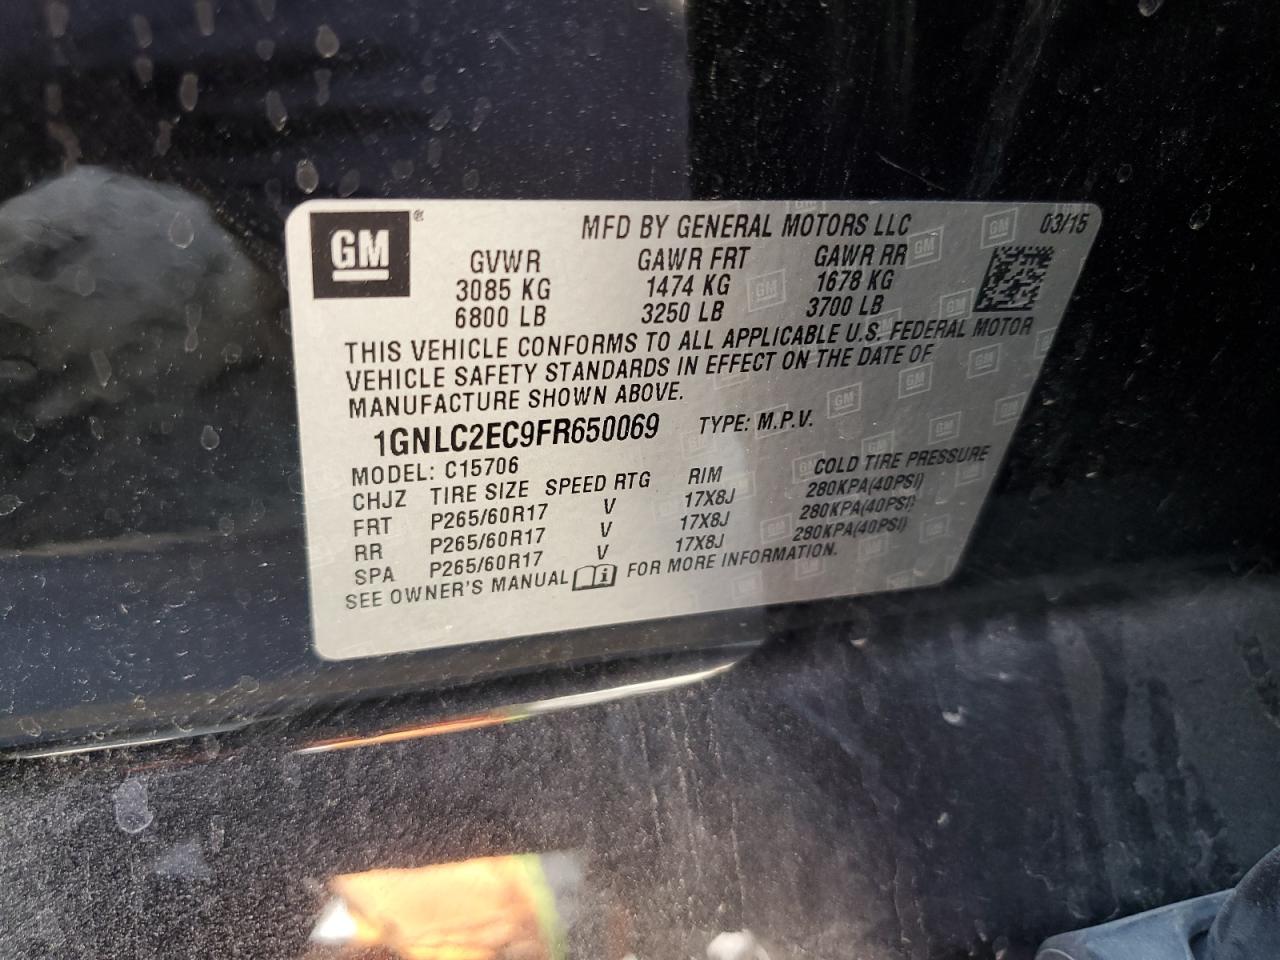 GM®
MFD BY GENERAL MOTORS LLC 03/15
GVWR GAWR FRT GAWR RR
3085 KG 1474 KG 1678 KG
6800 LB 3250 LB 3700 LB
THIS VEHICLE CONFORMS TO ALL APPLICABLE U.S. FEDERAL MOTOR
VEHICLE SAFETY STANDARDS IN EFFECT ON THE DATE OF
MANUFACTURE SHOWN ABOVE.
1GNLC2EC9FR650069 TYPE: M.P.V.
MODEL: C15706
CHJZ TIRE SIZE SPEED RTG RIM COLD TIRE PRESSURE
FRT P265/60R17 V 17X8J 280KPA(40PSI)
RR P265/60R17 V 17X8J 280KPA(40PSI)
SPA P265/60R17 V 17X8J 280KPA(40PSI)
SEE OWNER'S MANUAL FOR MORE INFORMATION.